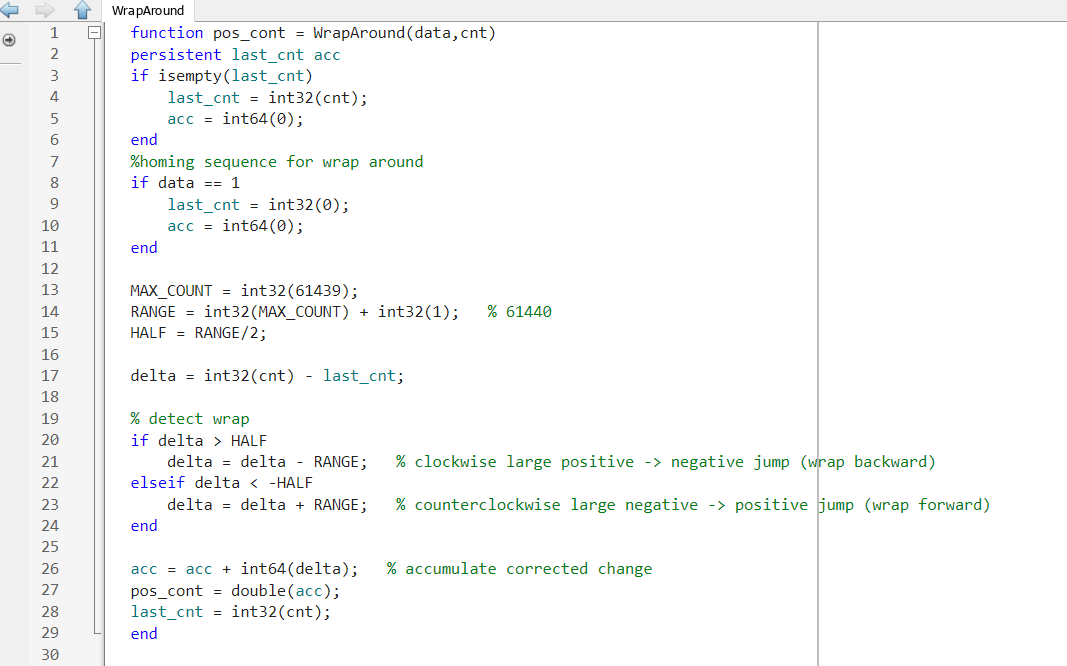 WrapAround
1 function pos_cont = WrapAround(data,cnt)
2 persistent last_cnt acc
3 if isempty(last_cnt)
4 last_cnt = int32(cnt);
5 acc = int64(0);
6 end
7 %homing sequence for wrap around
8 if data == 1
9 last_cnt = int32(0);
10 acc = int64(0);
11 end
12
13 MAX_COUNT = int32(61439);
14 RANGE = int32(MAX_COUNT) + int32(1); % 61440
15 HALF = RANGE/2;
16
17 delta = int32(cnt) - last_cnt;
18
19 % detect wrap
20 if delta > HALF
21 delta = delta - RANGE; % clockwise large positive -> negative jump (wrap backward)
22 elseif delta < -HALF
23 delta = delta + RANGE; % counterclockwise large negative -> positive jump (wrap forward)
24 end
25
26 acc = acc + int64(delta); % accumulate corrected change
27 pos_cont = double(acc);
28 last_cnt = int32(cnt);
29 end
30